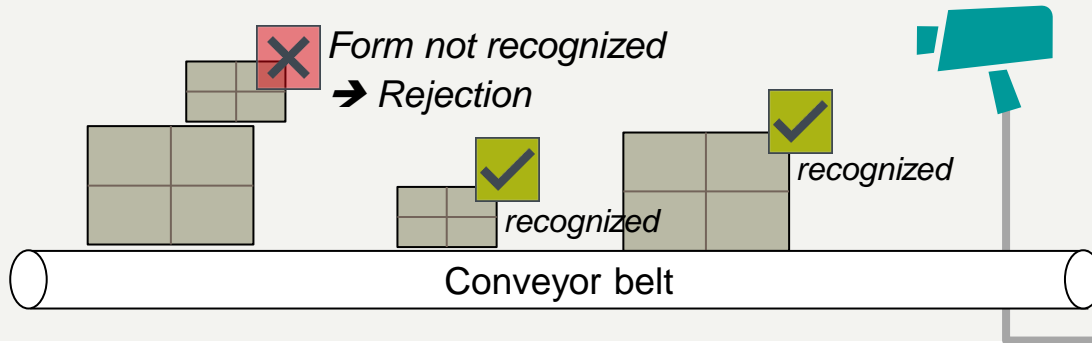 Form not recognized
➔ Rejection
recognized
recognized
Conveyor belt